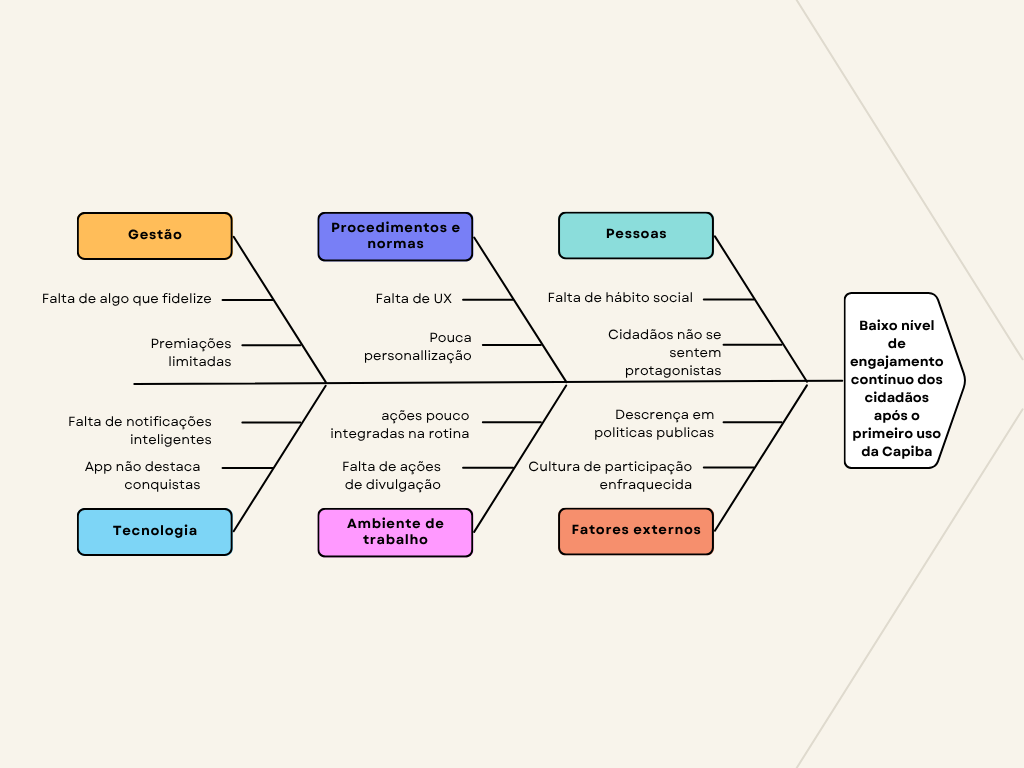 Gestão
Falta de algo que fidelize
Premiações
limitadas
Procedimentos e
normas
Falta de UX
Pouca
personallização
Pessoas
Falta de hábito social
Cidadãos não se
sentem
protagonistas
Falta de notificações
inteligentes
App não destaca
conquistas
Tecnologia
ações pouco
integradas na rotina
Falta de ações
de divulgação
Ambiente de
trabalho
Descrença em
politicas publicas
Cultura de participação
enfraquecida
Fatores externos
Baixo nível
de
engajamento
contínuo dos
cidadãos
após o
primeiro uso
da Capiba